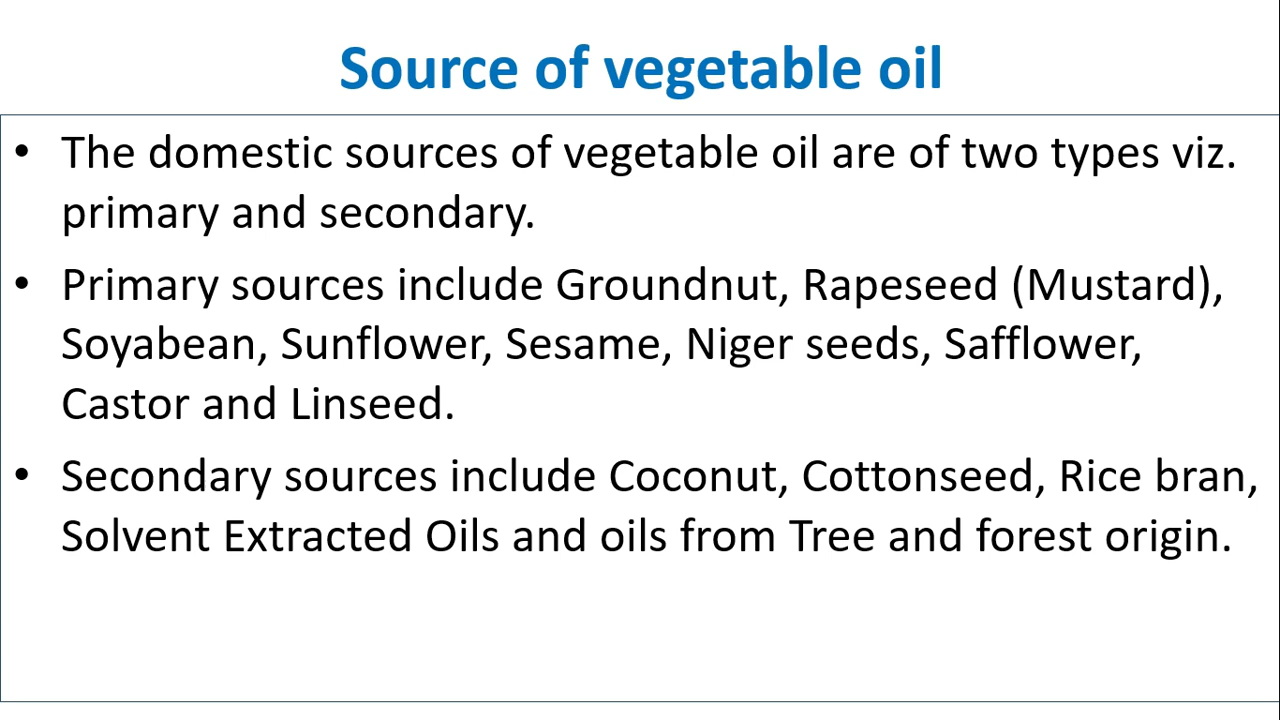 Source of vegetable oil
• The domestic sources of vegetable oil are of two types viz.
primary and secondary.
• Primary sources include Groundnut, Rapeseed (Mustard),
Soyabean, Sunflower, Sesame, Niger seeds, Safflower,
Castor and Linseed.
• Secondary sources include Coconut, Cottonseed, Rice bran,
Solvent Extracted Oils and oils from Tree and forest origin.